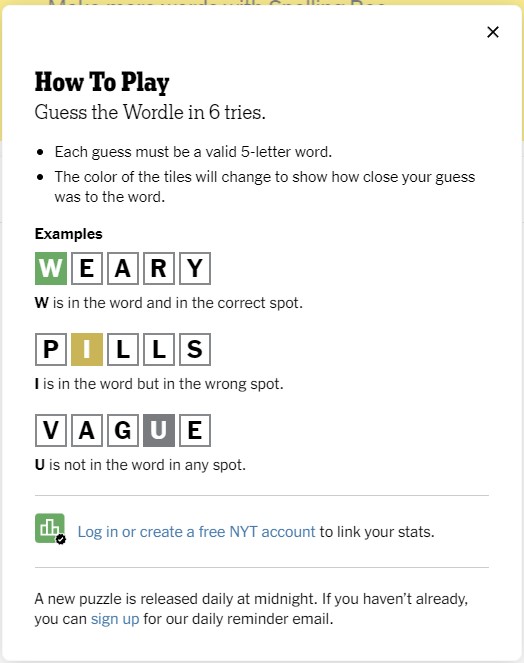 Make more words with Spelling Bee
How To Play
Guess the Wordle in 6 tries.
• Each guess must be a valid 5-letter word.
• The color of the tiles will change to show how close your guess
was to the word.
Examples
W E A R Y
W is in the word and in the correct spot.
P I L L S
I is in the word but in the wrong spot.
V A G U E
U is not in the word in any spot.
Log in or create a free NYT account to link your stats.
A new puzzle is released daily at midnight. If you haven’t already,
you can sign up for our daily reminder email.